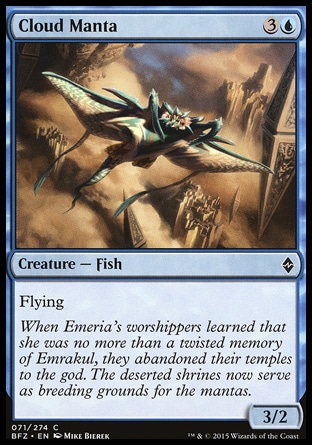 Cloud Manta 3
Creature — Fish
Flying
When Emeria's worshippers learned that
she was no more than a twisted memory
of Emrakul, they abandoned their temples
to the god. The deserted shrines now serve
as breeding grounds for the mantas.
3/2
071/274 C
BFZ • EN Mike Bierek
™ & © 2015 Wizards of the Coast